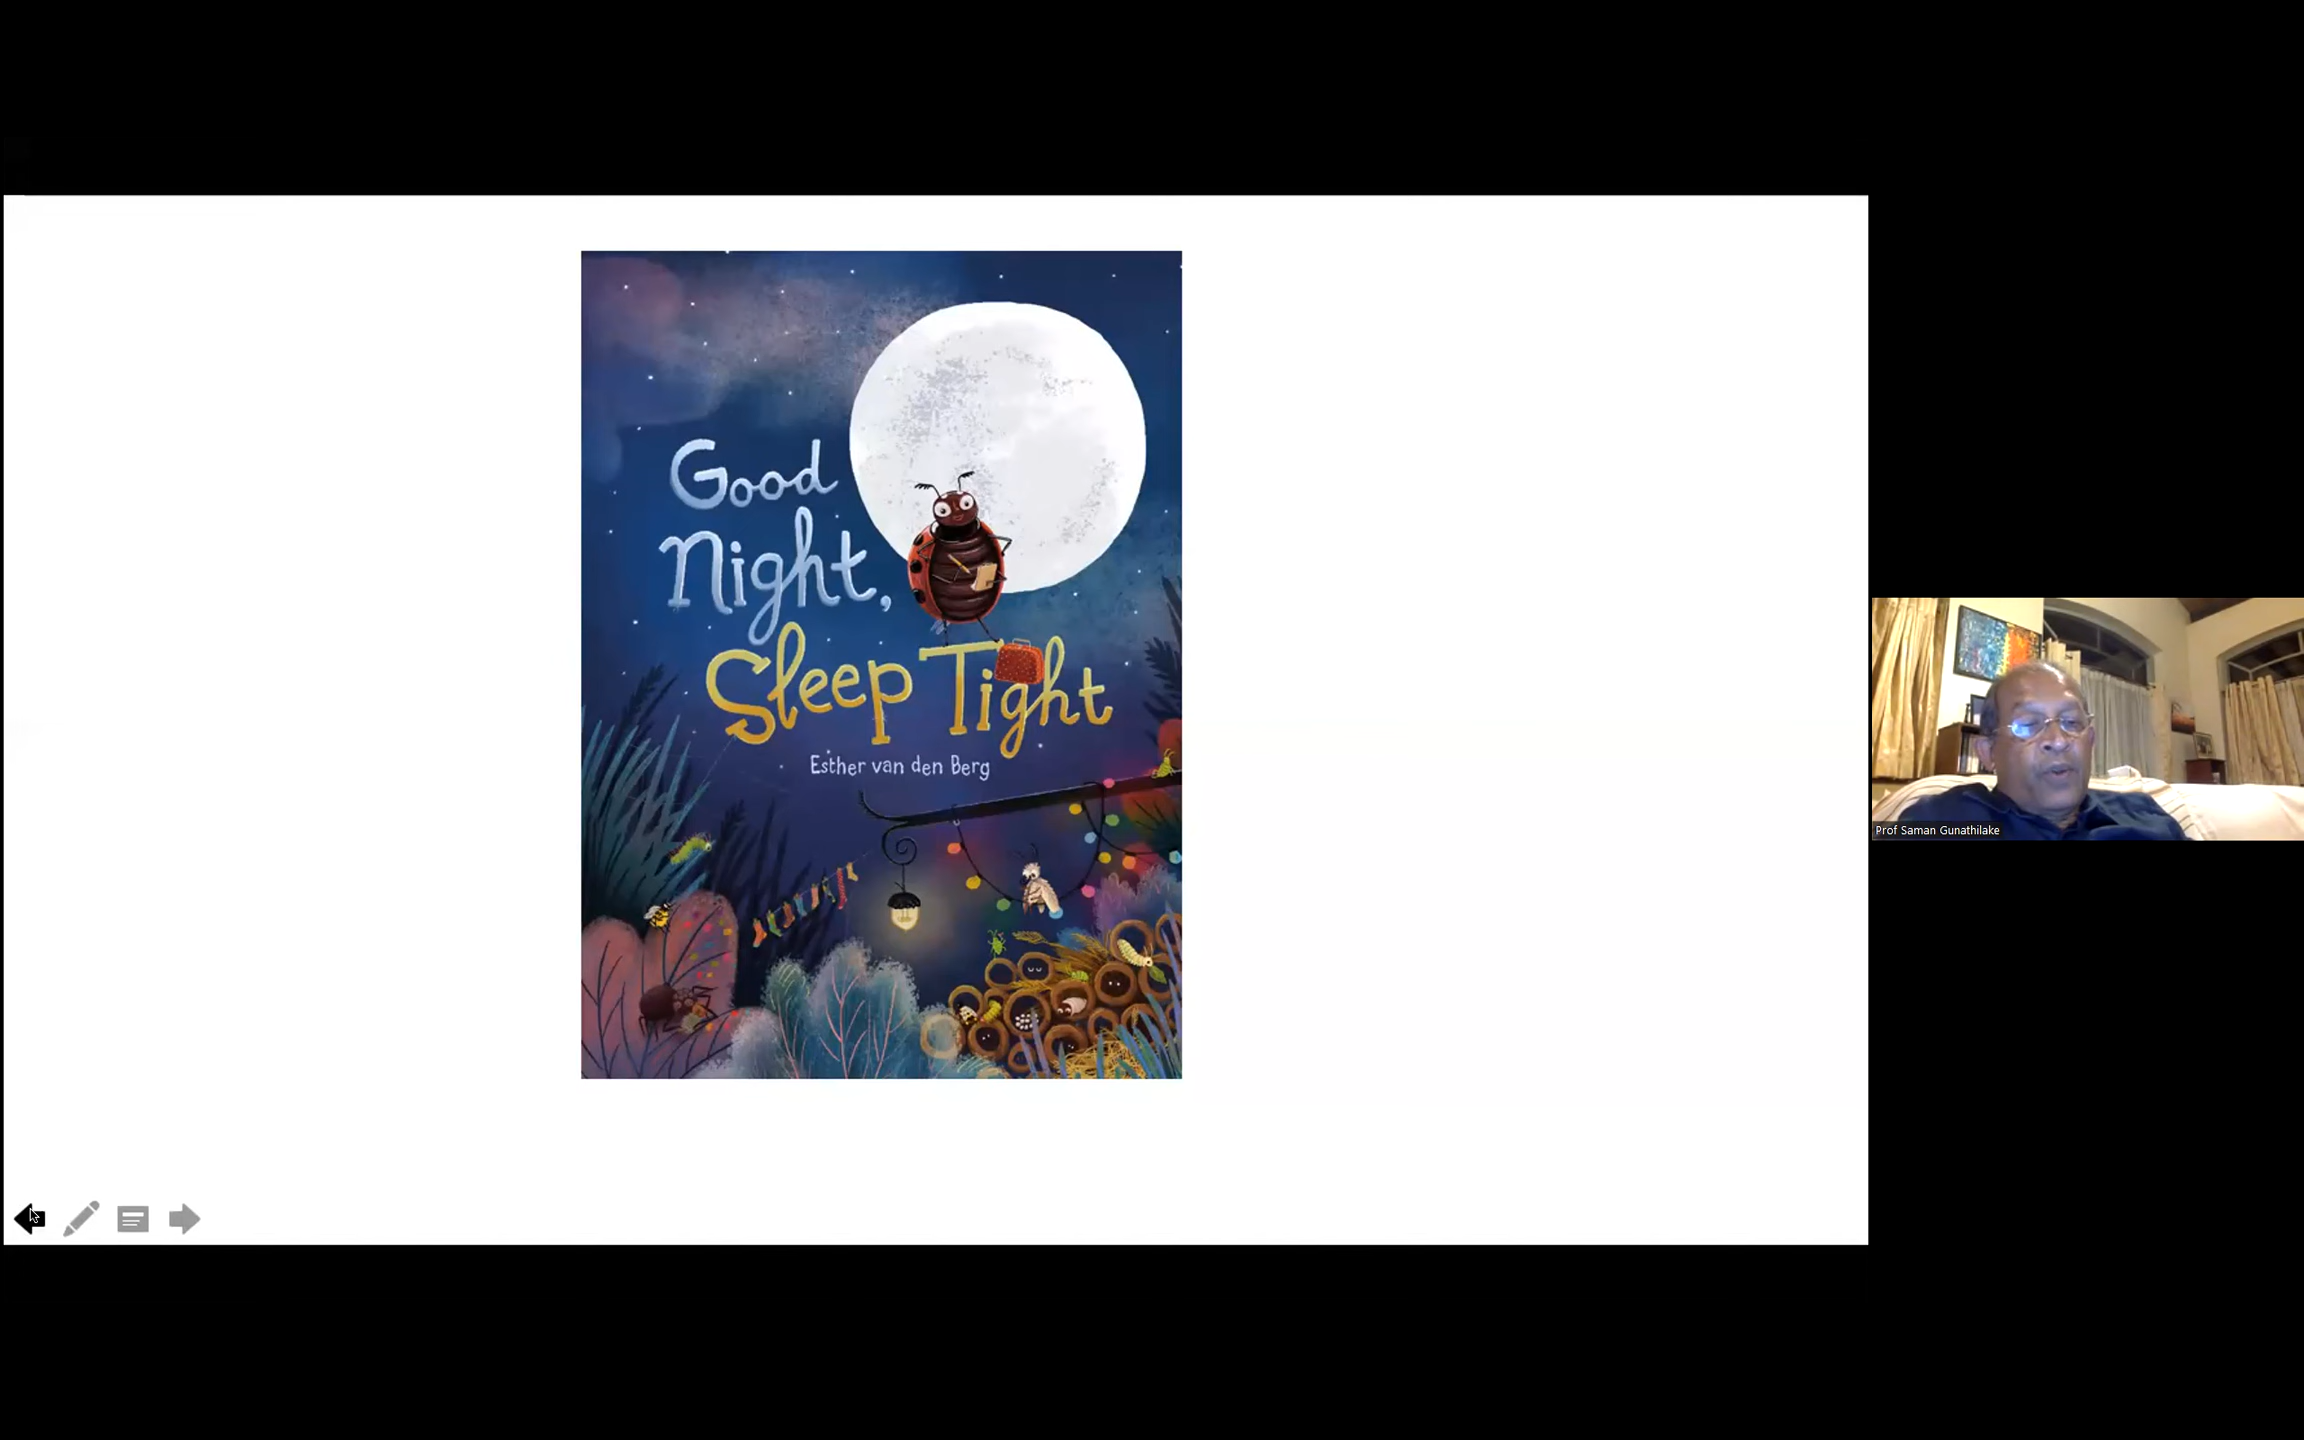 Good
Night,
Sleep Tight
Esther van den Berg
Prof Saman Gunathilake